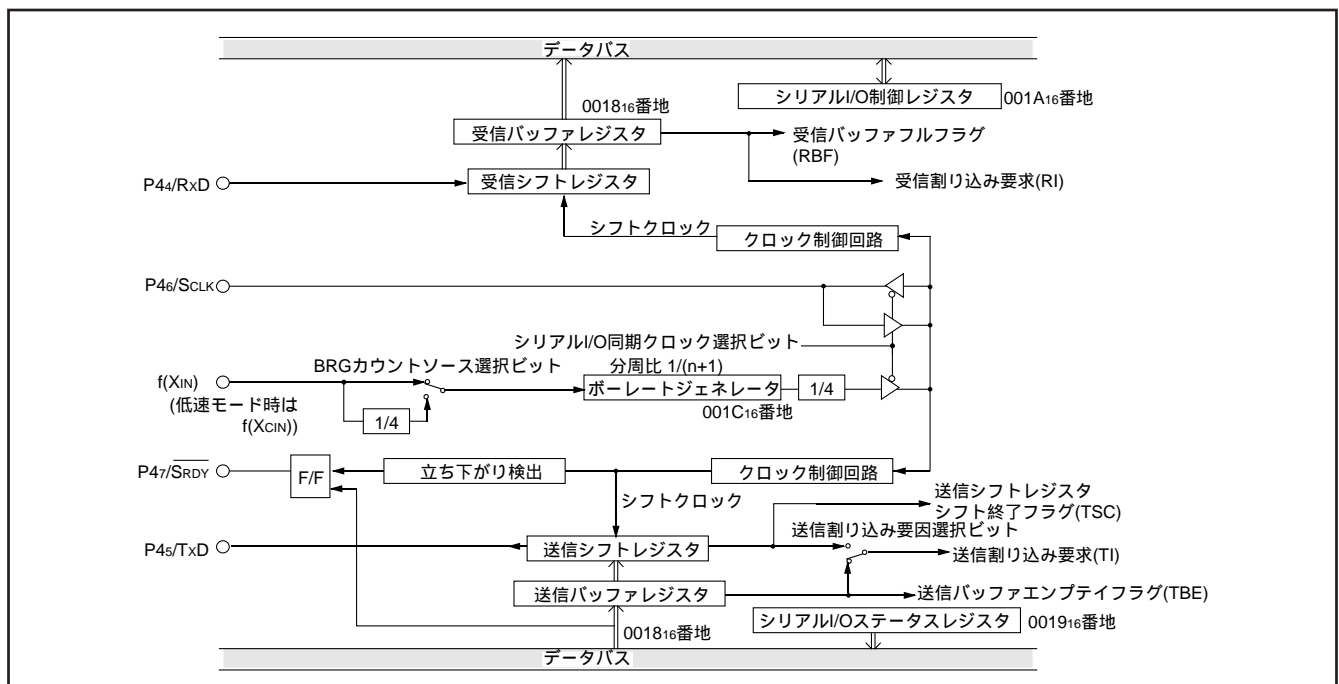 データバス
001816番地
シリアルI/O制御レジスタ 001A16番地
受信バッファレジスタ
受信バッファフルフラグ
(RBF)
P44/RXD
受信シフトレジスタ
受信割り込み要求(RI)
シフトクロック
クロック制御回路
P46/SCLK
シリアルI/O同期クロック選択ビット
BRGカウントソース選択ビット
分周比 1/(n+1)
f(XIN)
ボーレートジェネレータ
1/4
(低速モード時は
f(XCIN))
1/4
001C16番地
P47/SRDY
F/F
立ち下がり検出
クロック制御回路
シフトクロック
送信シフトレジスタ
シフト終了フラグ(TSC)
送信割り込み要因選択ビット
P45/TXD
送信シフトレジスタ
送信割り込み要求(TI)
送信バッファレジスタ
送信バッファエンプテイフラグ(TBE)
001816番地
シリアルI/Oステータスレジスタ 001916番地
データバス